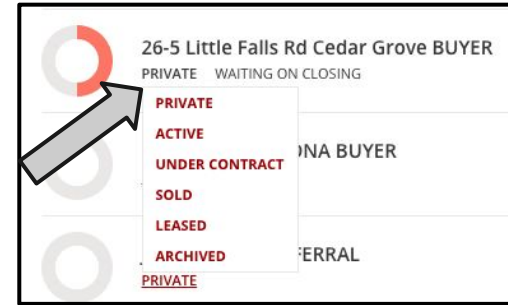 26-5 Little Falls Rd Cedar Grove BUYER
PRIVATE WAITING ON CLOSING
PRIVATE
ACTIVE
UNDER CONTRACT
BUYER
SOLD
LEASED
ARCHIVED
PRIVATE